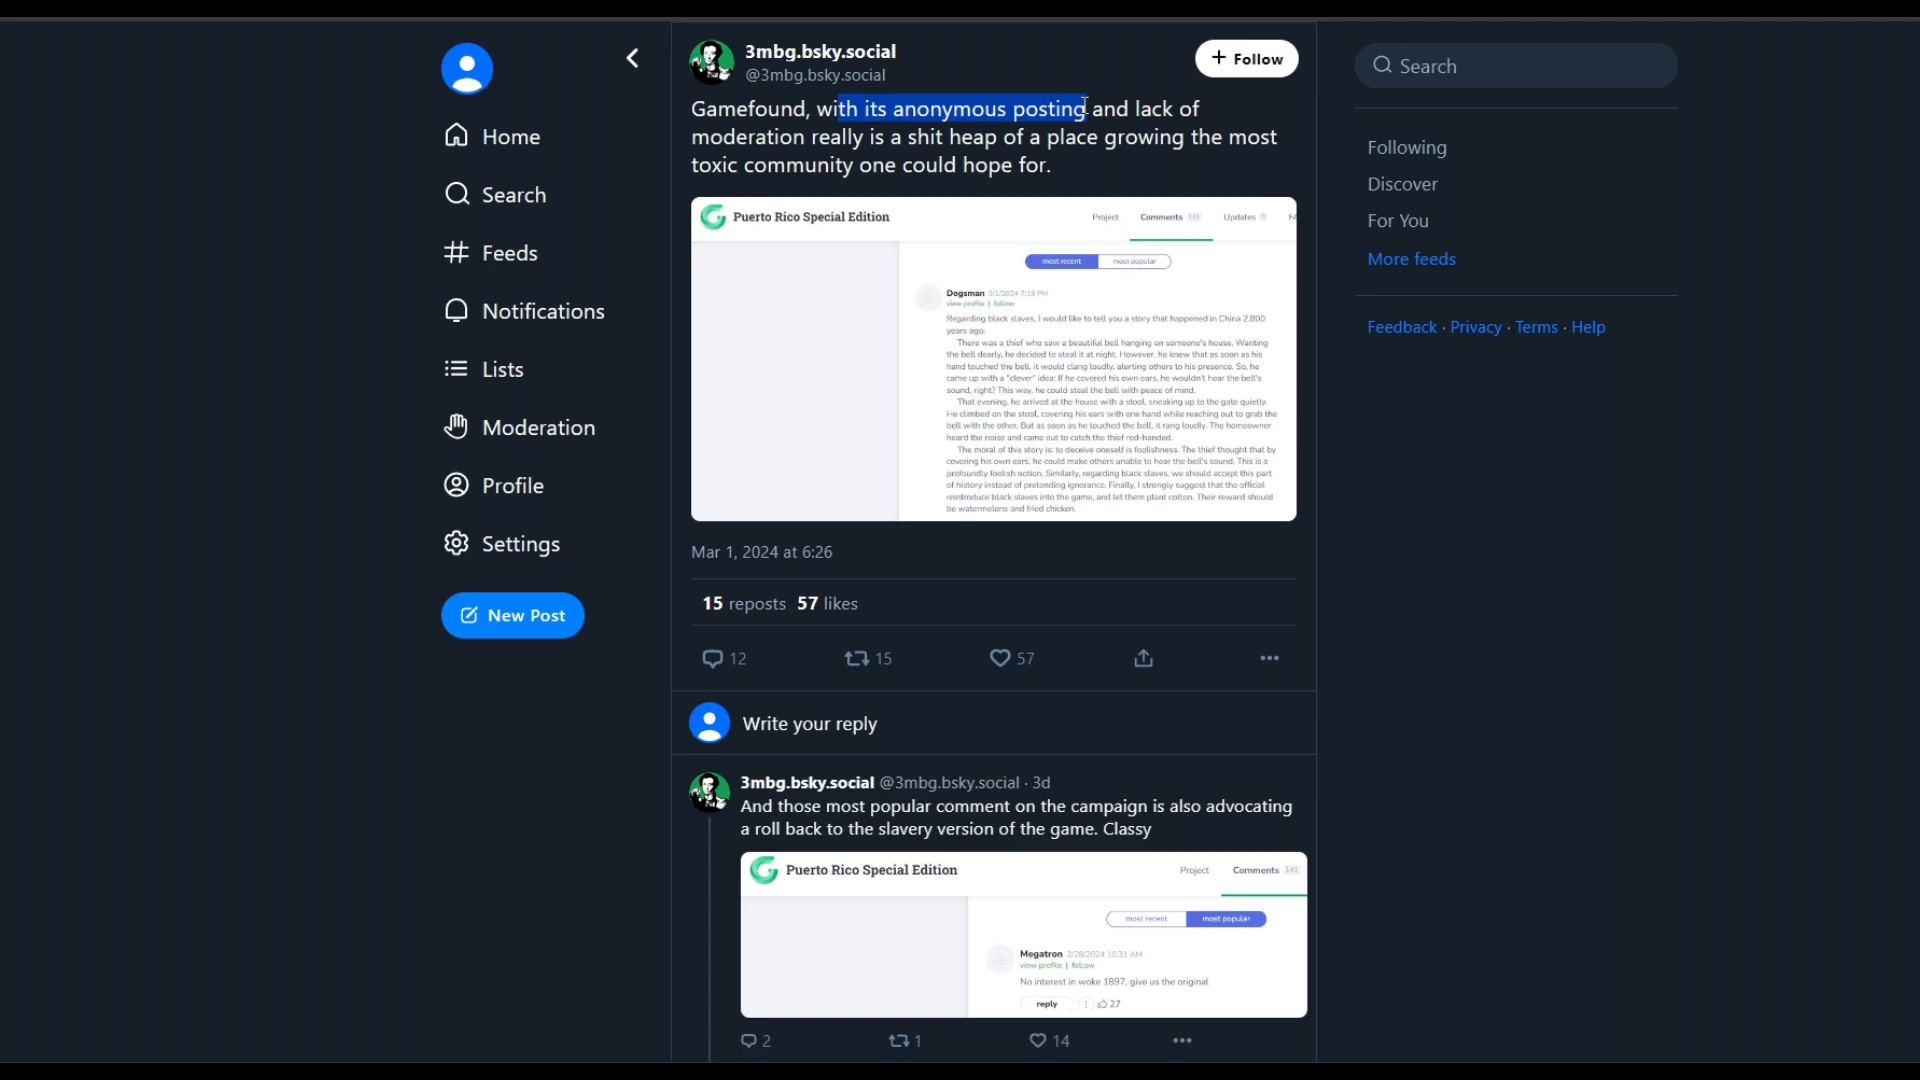 3mbg.bsky.social
@3mbg.bsky.social
+ Follow
Gamefound, with its anonymous posting and lack of
moderation really is a shit heap of a place growing the most
toxic community one could hope for.
Puerto Rico Special Edition
Project Comments 143 Updates 0
most recent most popular
Dogsman 3/1/2024 7:18 PM
view profile | follow
Regarding black slaves, I would like to tell you a story that happened in China 2,800
years ago:
There was a thief who saw a beautiful bell hanging on someone's house. Wanting
the bell dearly, he decided to steal it at night. However, he knew that as soon as his
hand touched the bell, it would clang loudly, alerting others to his presence. So, he
came up with a "clever" idea: If he covered his own ears, he wouldn't hear the bell's
sound, right? This way, he could steal the bell with peace of mind.
That evening, he arrived at the house with a stool, sneaking up to the gate quietly.
He climbed on the stool, covering his ears with one hand while reaching out to grab the
bell with the other. But as soon as he touched the bell, it rang loudly. The homeowner
heard the noise and came out to catch the thief red-handed.
The moral of this story is: to deceive oneself is foolishness. The thief thought that by
covering his own ears, he could make others unable to hear the bell's sound. This is a
profoundly foolish notion. Similarly, regarding black slaves, we should accept this part
of history instead of pretending ignorance. Finally, I strongly suggest that the official
reintroduce black slaves into the game, and let them plant cotton. Their reward should
be watermelons and fried chicken.
Mar 1, 2024 at 6:26
15 reposts 57 likes
12 15 57
Write your reply
3mbg.bsky.social @3mbg.bsky.social · 3d
And those most popular comment on the campaign is also advocating
a roll back to the slavery version of the game. Classy
Puerto Rico Special Edition
Project Comments 141
most recent most popular
Megatron 2/28/2024 10:31 AM
view profile | follow
No interest in woke 1897, give us the original
reply 27
2 1 14
Home
Search
Feeds
Notifications
Lists
Moderation
Profile
Settings
New Post
Search
Following
Discover
For You
More feeds
Feedback · Privacy · Terms · Help